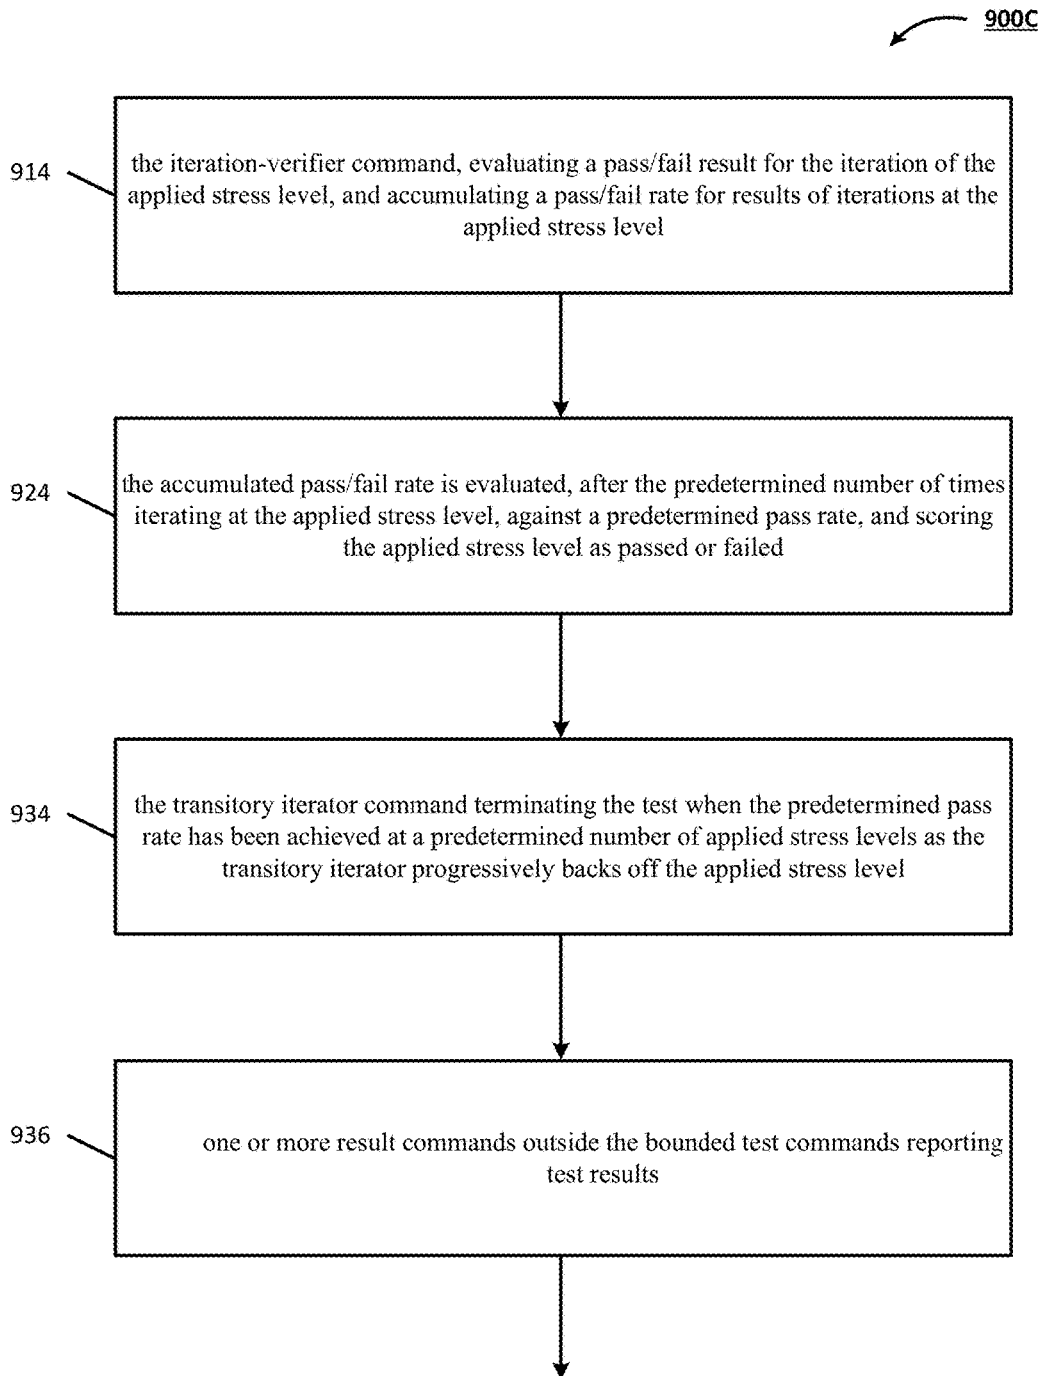 900C
914
the iteration-verifier command, evaluating a pass/fail result for the iteration of the
applied stress level, and accumulating a pass/fail rate for results of iterations at the
applied stress level
924
the accumulated pass/fail rate is evaluated, after the predetermined number of times
iterating at the applied stress level, against a predetermined pass rate, and scoring
the applied stress level as passed or failed
934
the transitory iterator command terminating the test when the predetermined pass
rate has been achieved at a predetermined number of applied stress levels as the
transitory iterator progressively backs off the applied stress level
936
one or more result commands outside the bounded test commands reporting
test results